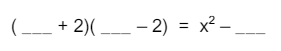 ( ___ + 2)( ___ – 2) = x² – ___